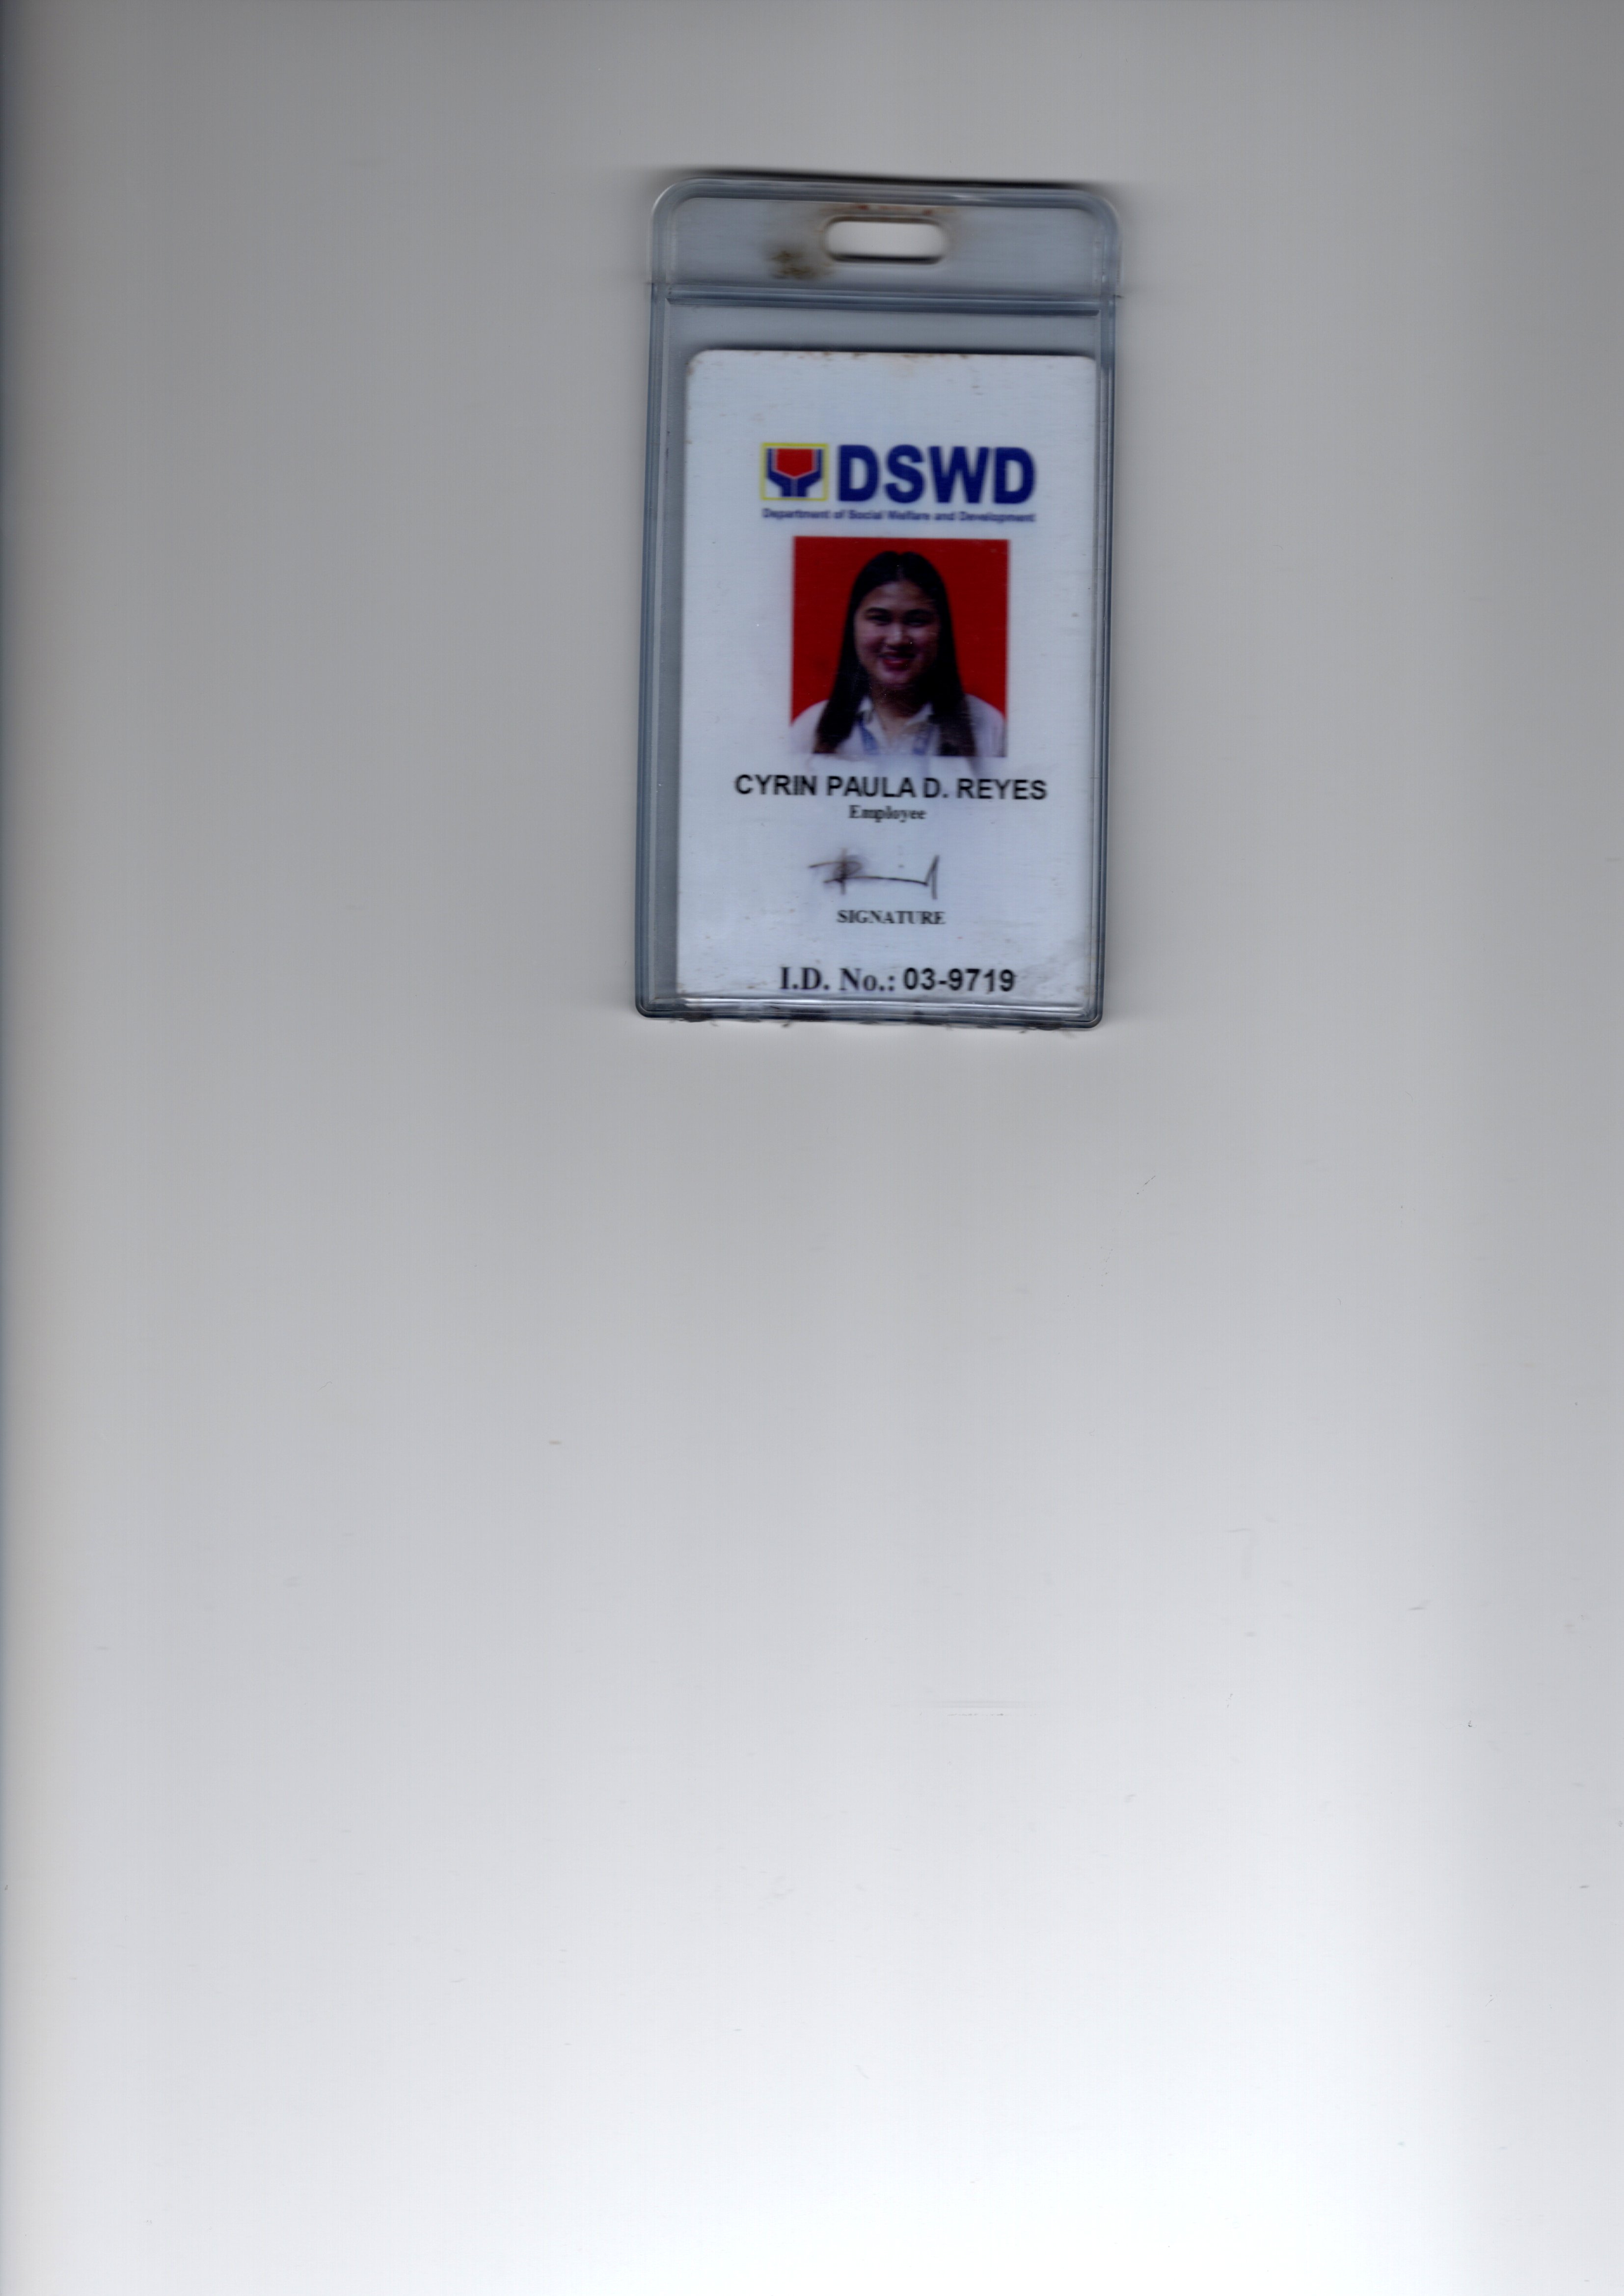 DSWD
Department of Social Welfare and Development
CYRIN PAULA D. REYES
Employee
SIGNATURE
I.D. No.: 03-9719